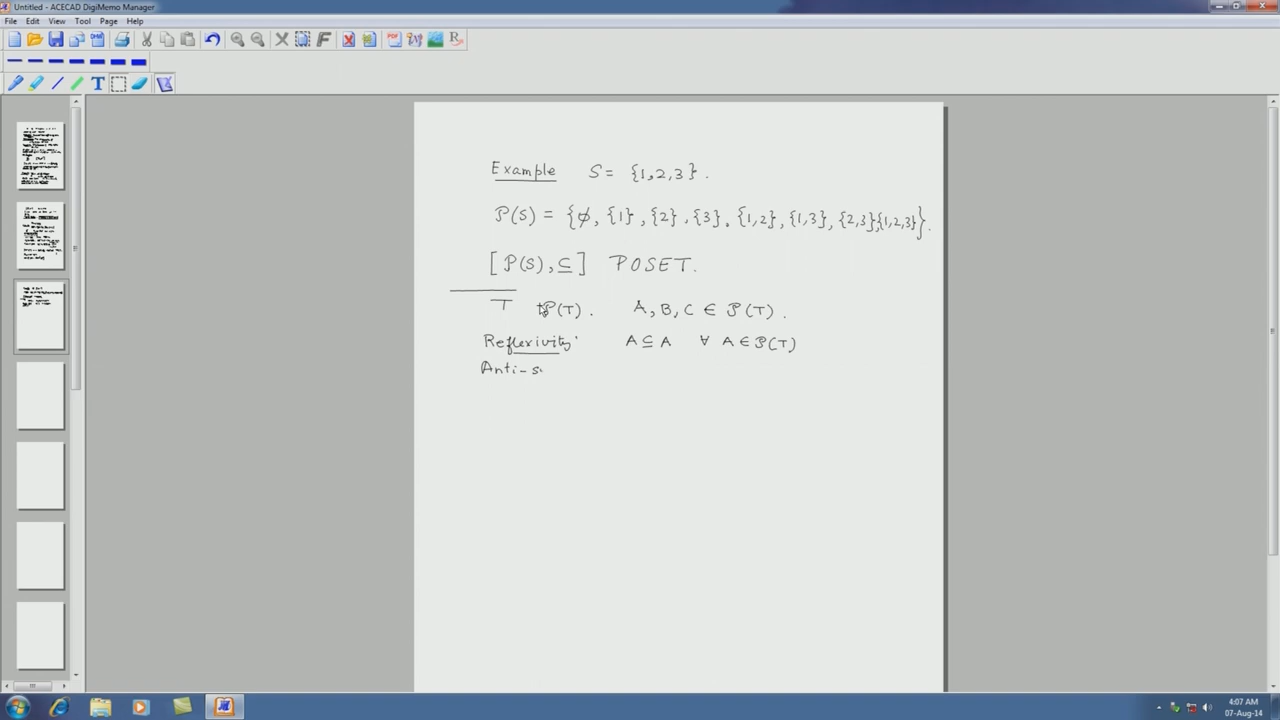 Untitled - ACECAD DigiMemo Manager
File Edit View Tool Page Help
Example S = {1,2,3}.
P(S) = {ϕ, {1}, {2}, {3}, {1,2}, {1,3}, {2,3},{1,2,3}}.
[P(S), ⊆] POSET.
T P(T). A, B, C ∈ P(T).
Reflexivity: A ⊆ A ∀ A ∈ P(T)
Anti-s
4:07 AM
07-Aug-14